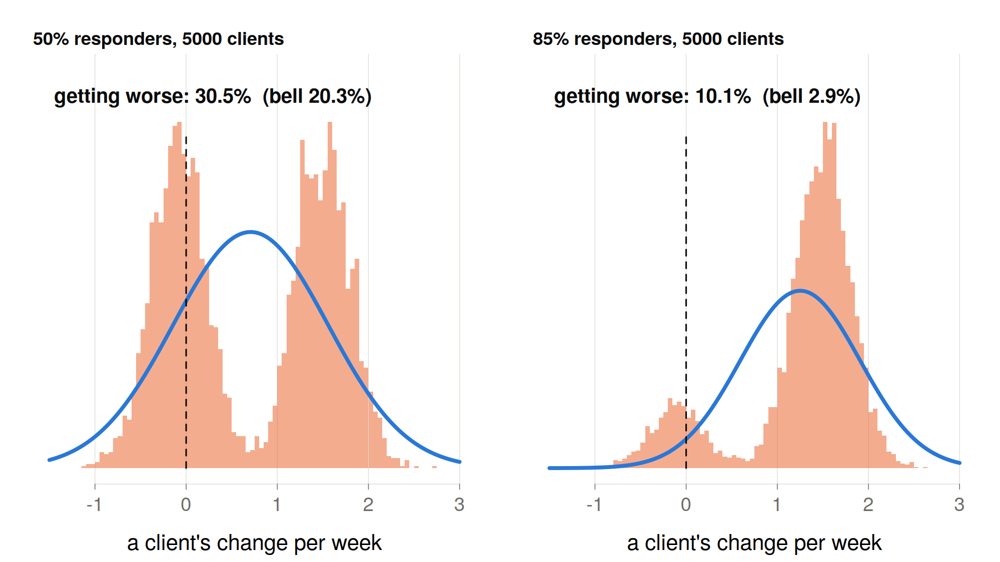 50% responders, 5000 clients
getting worse: 30.5%  (bell 20.3%)
-1 0 1 2 3
a client's change per week
85% responders, 5000 clients
getting worse: 10.1%  (bell 2.9%)
-1 0 1 2 3
a client's change per week